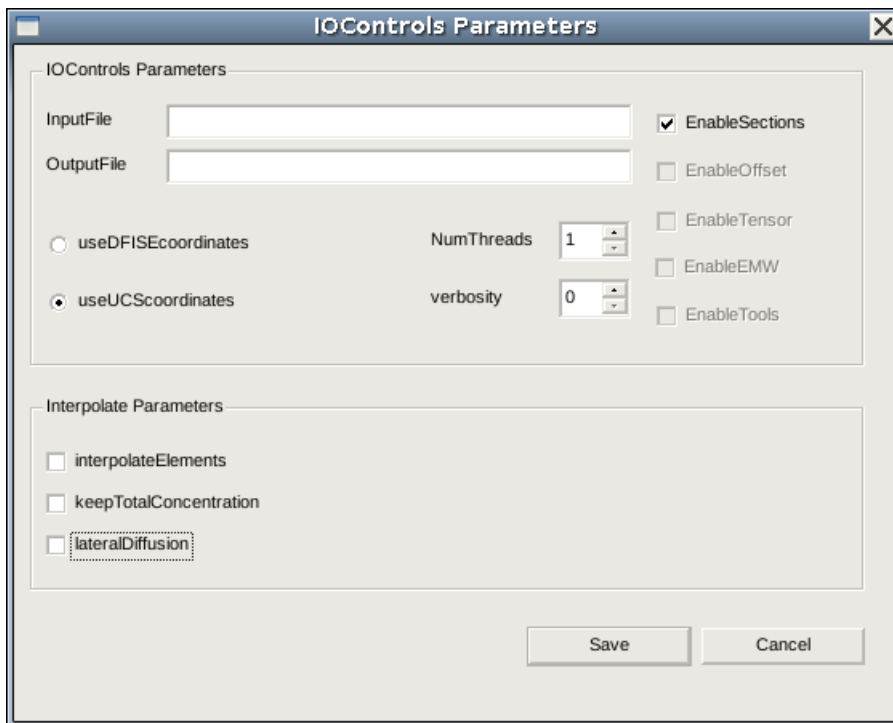 IOControls Parameters
IOControls Parameters
InputFile
EnableSections
OutputFile
EnableOffset
EnableTensor
useDFISEcoordinates
NumThreads 1
EnableEMW
useUCScoordinates
verbosity 0
EnableTools
Interpolate Parameters
interpolateElements
keepTotalConcentration
lateralDiffusion
Save
Cancel